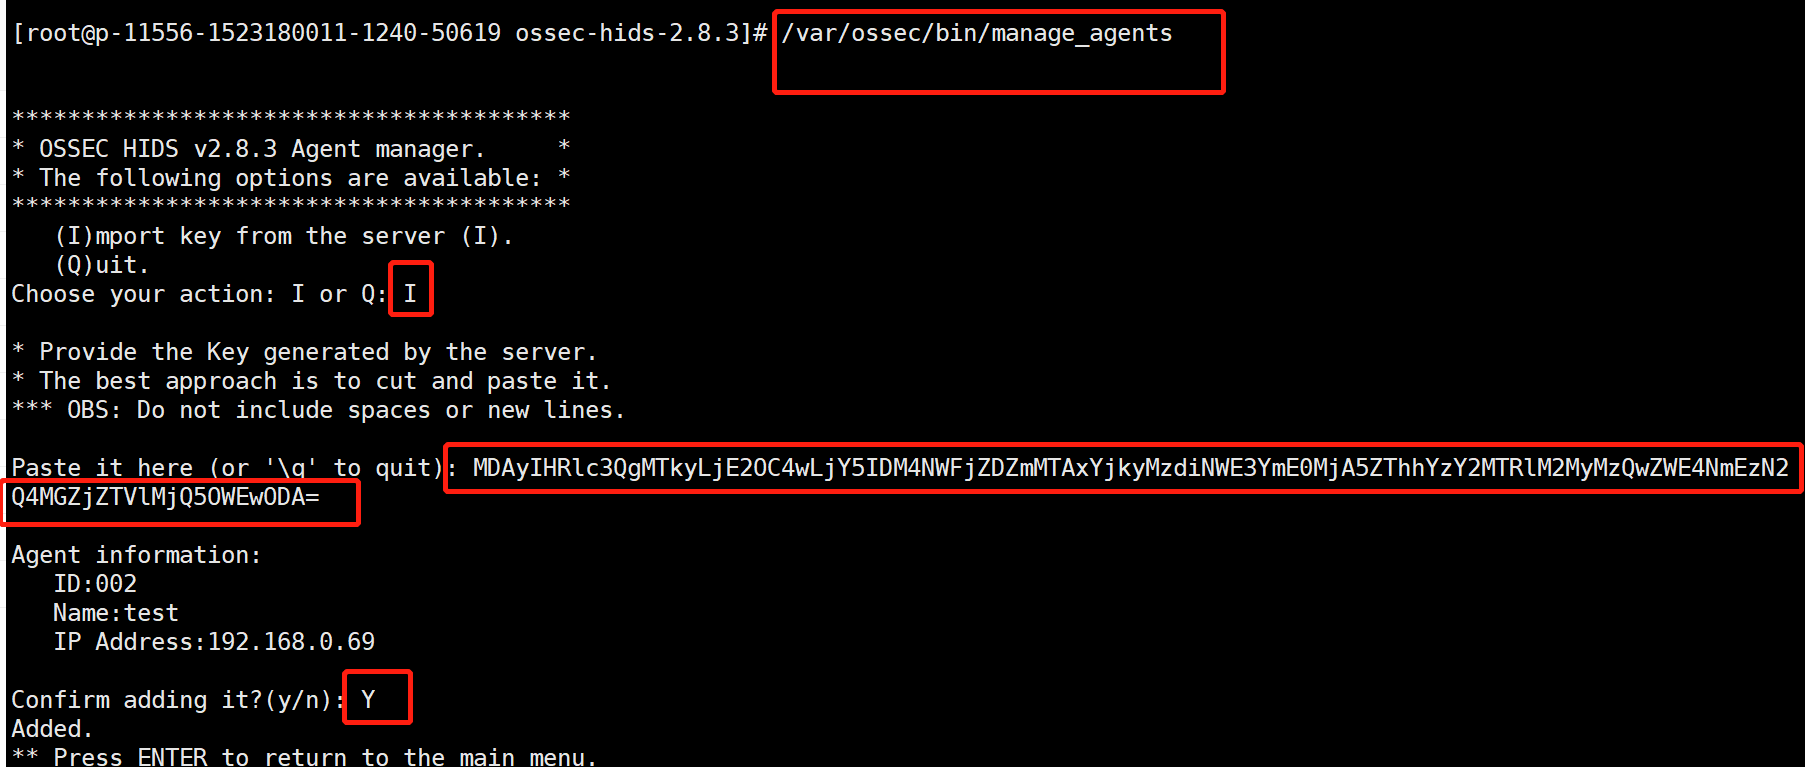 [root@p-11556-1523180011-1240-50619 ossec-hids-2.8.3]# /var/ossec/bin/manage_agents
****************************************
* OSSEC HIDS v2.8.3 Agent manager.     *
* The following options are available: *
****************************************
   (I)mport key from the server (I).
   (Q)uit.
Choose your action: I or Q: I
* Provide the Key generated by the server.
* The best approach is to cut and paste it.
*** OBS: Do not include spaces or new lines.
Paste it here (or '\q' to quit): MDAyIHRlc3QgMTkyLjE2OC4wLjY5IDM4NWFjZDZmMTAxYjkyMzdiNWE3YmE0MjA5ZThhYzY2MTRlM2MyMzQwZWE4NmEzN2
Q4MGZjZTVlMjQ5OWEwODA=
Agent information:
   ID:002
   Name:test
   IP Address:192.168.0.69
Confirm adding it?(y/n): Y
Added.
** Press ENTER to return to the main menu.